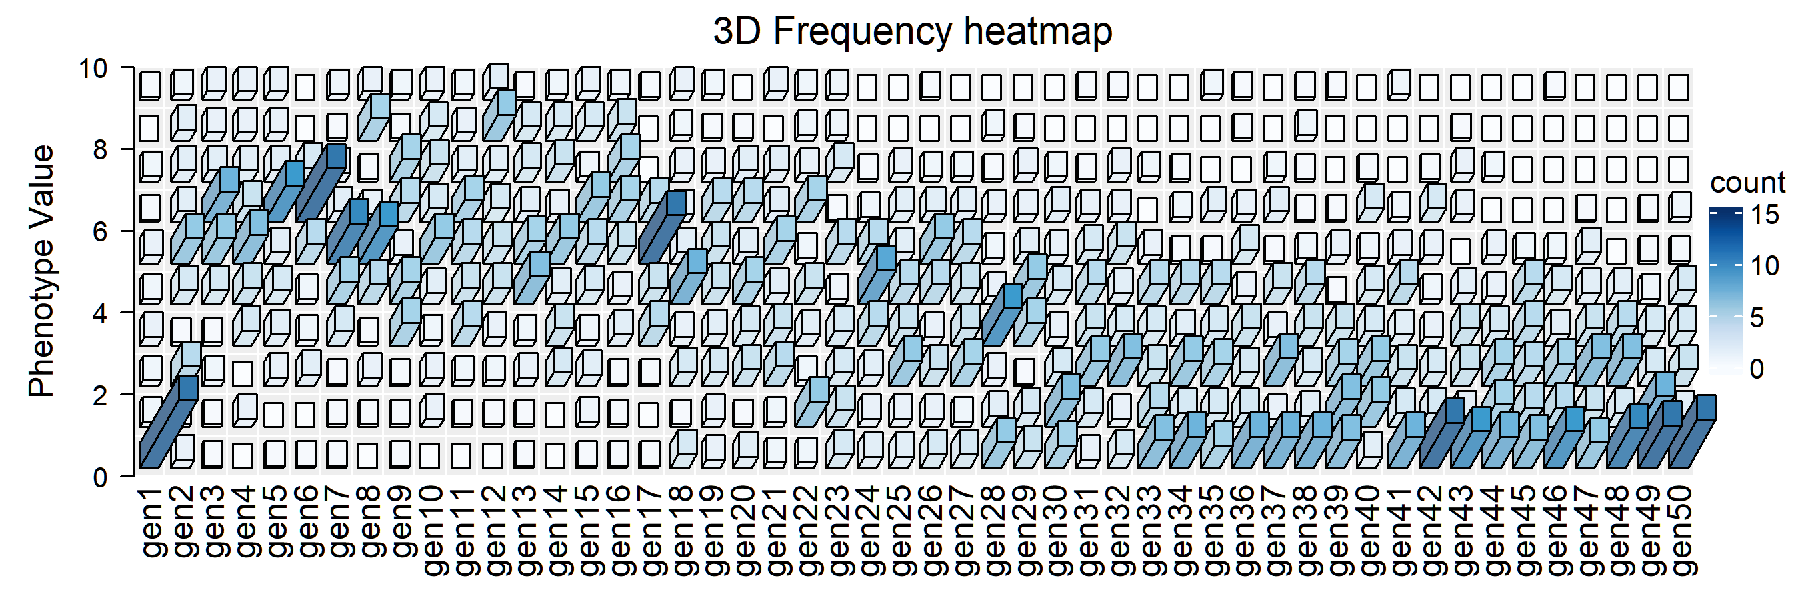 3D Frequency heatmap
Phenotype Value
10
8
6
4
2
0
count
15
10
5
0
gen1
gen2
gen3
gen4
gen5
gen6
gen7
gen8
gen9
gen10
gen11
gen12
gen13
gen14
gen15
gen16
gen17
gen18
gen19
gen20
gen21
gen22
gen23
gen24
gen25
gen26
gen27
gen28
gen29
gen30
gen31
gen32
gen33
gen34
gen35
gen36
gen37
gen38
gen39
gen40
gen41
gen42
gen43
gen44
gen45
gen46
gen47
gen48
gen49
gen50